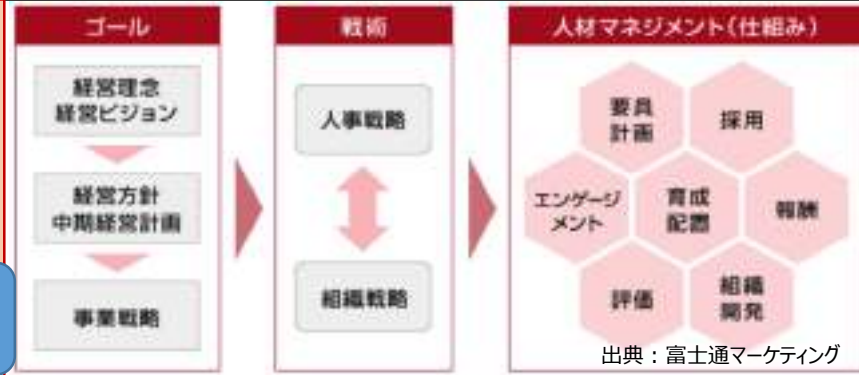 ゴール
経営理念
経営ビジョン
経営方針
中期経営計画
事業戦略
戦術
人事戦略
組織戦略
人材マネジメント(仕組み)
要員
計画
採用
エンゲージ
メント
育成
配置
報酬
評価
組織
開発
出典：富士通マーケティング